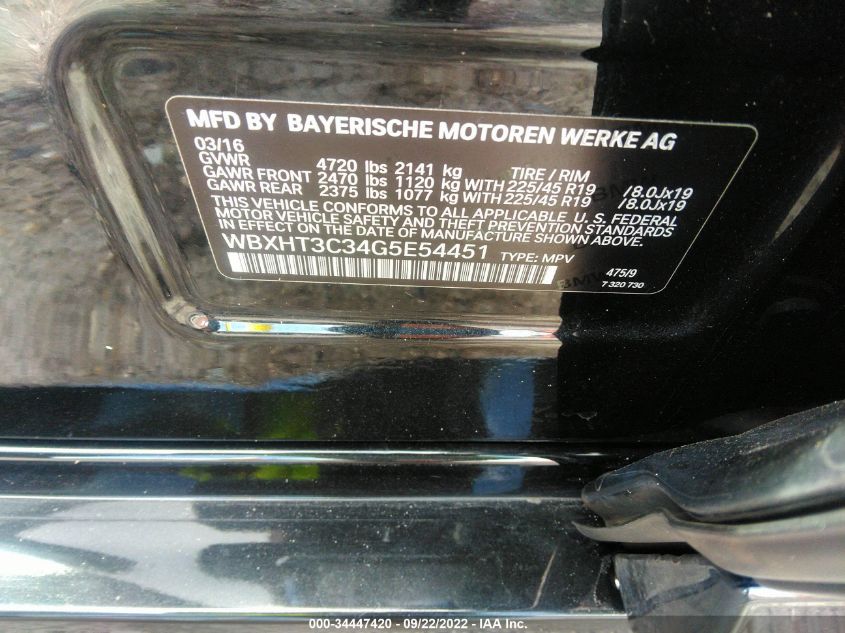 MFD BY BAYERISCHE MOTOREN WERKE AG
03/16
GVWR 4720 lbs 2141 kg TIRE / RIM
GAWR FRONT 2470 lbs 1120 kg WITH 225/45 R19 /8.0Jx19
GAWR REAR 2375 lbs 1077 kg WITH 225/45 R19 /8.0Jx19
THIS VEHICLE CONFORMS TO ALL APPLICABLE U. S. FEDERAL
MOTOR VEHICLE SAFETY AND THEFT PREVENTION STANDARDS
IN EFFECT ON THE DATE OF MANUFACTURE SHOWN ABOVE.
WBXHT3C34G5E54451 TYPE: MPV
475/9
BMW
7 320 730
000-34447420 - 09/22/2022 - IAA Inc.